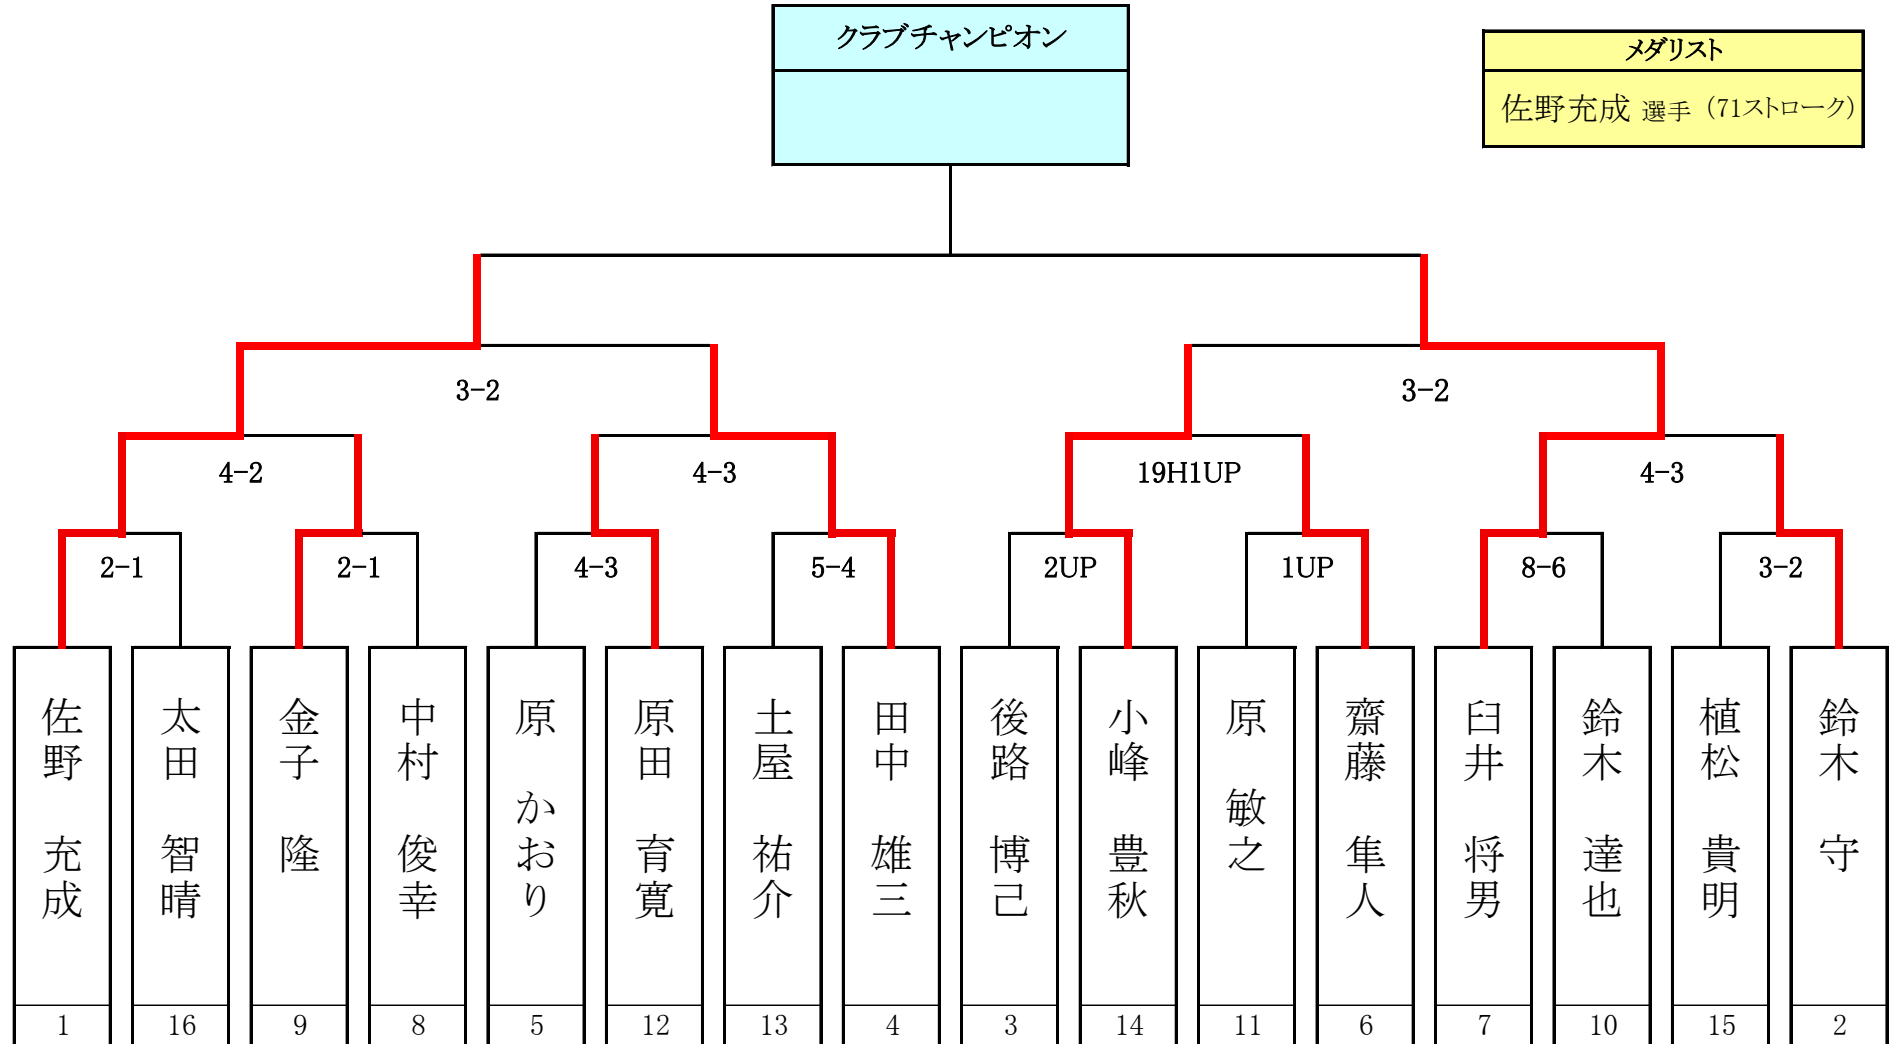 クラブチャンピオン
メダリスト
佐野充成 選手（71ストローク）
3-2
3-2
4-2
4-3
19H1UP
4-3
2-1
2-1
4-3
5-4
2UP
1UP
8-6
3-2
佐野 充成
太田 智晴
金子 隆
中村 俊幸
原 かおり
原田 育寛
土屋 祐介
田中 雄三
後路 博己
小峰 豊秋
原 敏之
齋藤 隼人
臼井 将男
鈴木 達也
植松 貴明
鈴木 守
1
16
9
8
5
12
13
4
3
14
11
6
7
10
15
2